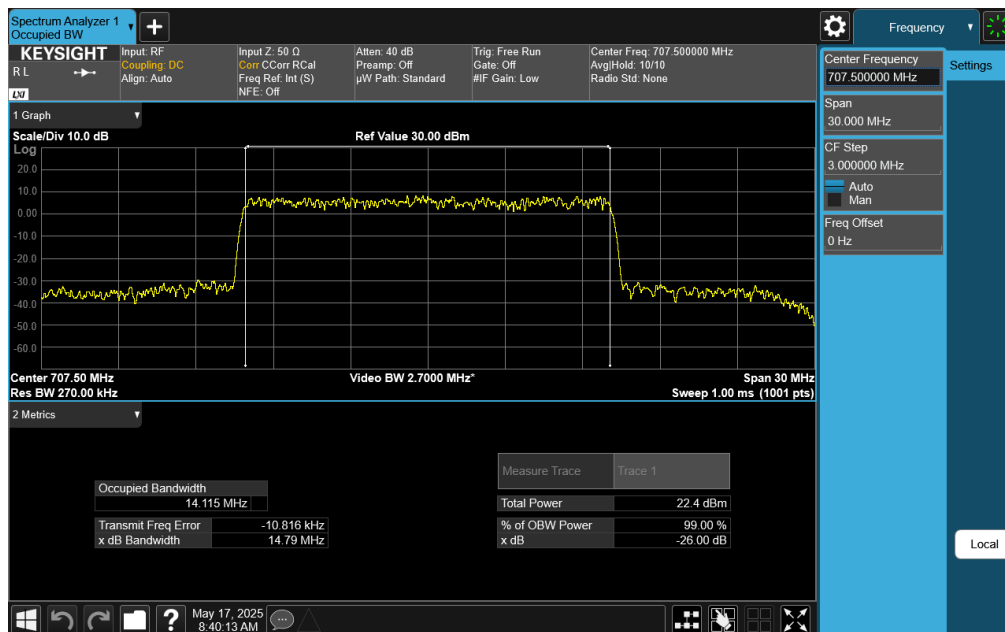 Spectrum Analyzer 1
Occupied BW
+
Frequency
KEYSIGHT
R L
LXI
Input: RF
Coupling: DC
Align: Auto
Input Z: 50 Ω
Corr CCorr RCal
Freq Ref: Int (S)
NFE: Off
Atten: 40 dB
Preamp: Off
µW Path: Standard
Trig: Free Run
Gate: Off
#IF Gain: Low
Center Freq: 707.500000 MHz
Avg|Hold: 10/10
Radio Std: None
Center Frequency
707.500000 MHz
Settings
Span
30.000 MHz
CF Step
3.000000 MHz
Auto
Man
Freq Offset
0 Hz
1 Graph
Scale/Div 10.0 dB
Ref Value 30.00 dBm
Log
20.0
10.0
0.00
-10.0
-20.0
-30.0
-40.0
-50.0
-60.0
Center 707.50 MHz
Video BW 2.7000 MHz*
Span 30 MHz
Res BW 270.00 kHz
Sweep 1.00 ms (1001 pts)
2 Metrics
Measure Trace
Trace 1
Occupied Bandwidth
14.115 MHz
Total Power
22.4 dBm
Transmit Freq Error
-10.816 kHz
% of OBW Power
99.00 %
x dB Bandwidth
14.79 MHz
x dB
-26.00 dB
Local
?
May 17, 2025
8:40:13 AM